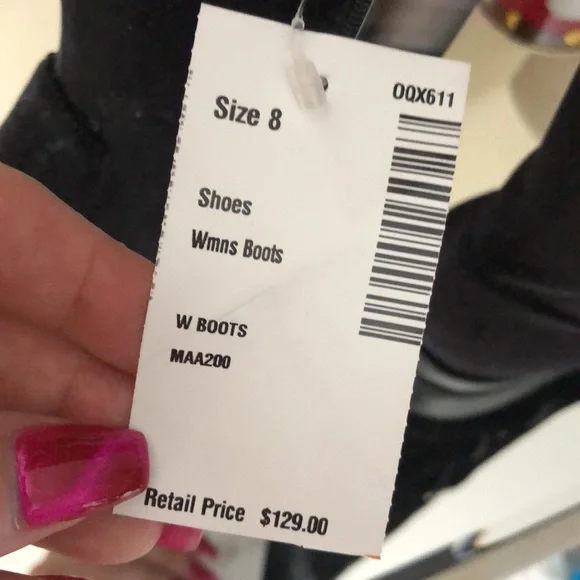 OQX611
Size 8
Shoes
Wmns Boots
W BOOTS
MAA200
Retail Price $129.00